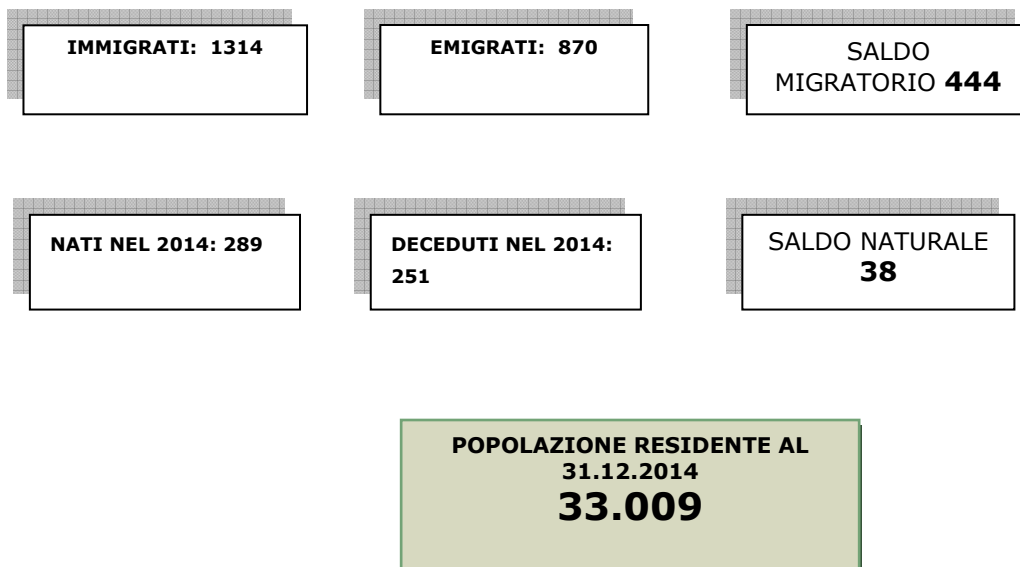 IMMIGRATI: 1314
EMIGRATI: 870
SALDO
MIGRATORIO 444
NATI NEL 2014: 289
DECEDUTI NEL 2014:
251
SALDO NATURALE
38
POPOLAZIONE RESIDENTE AL
31.12.2014
33.009